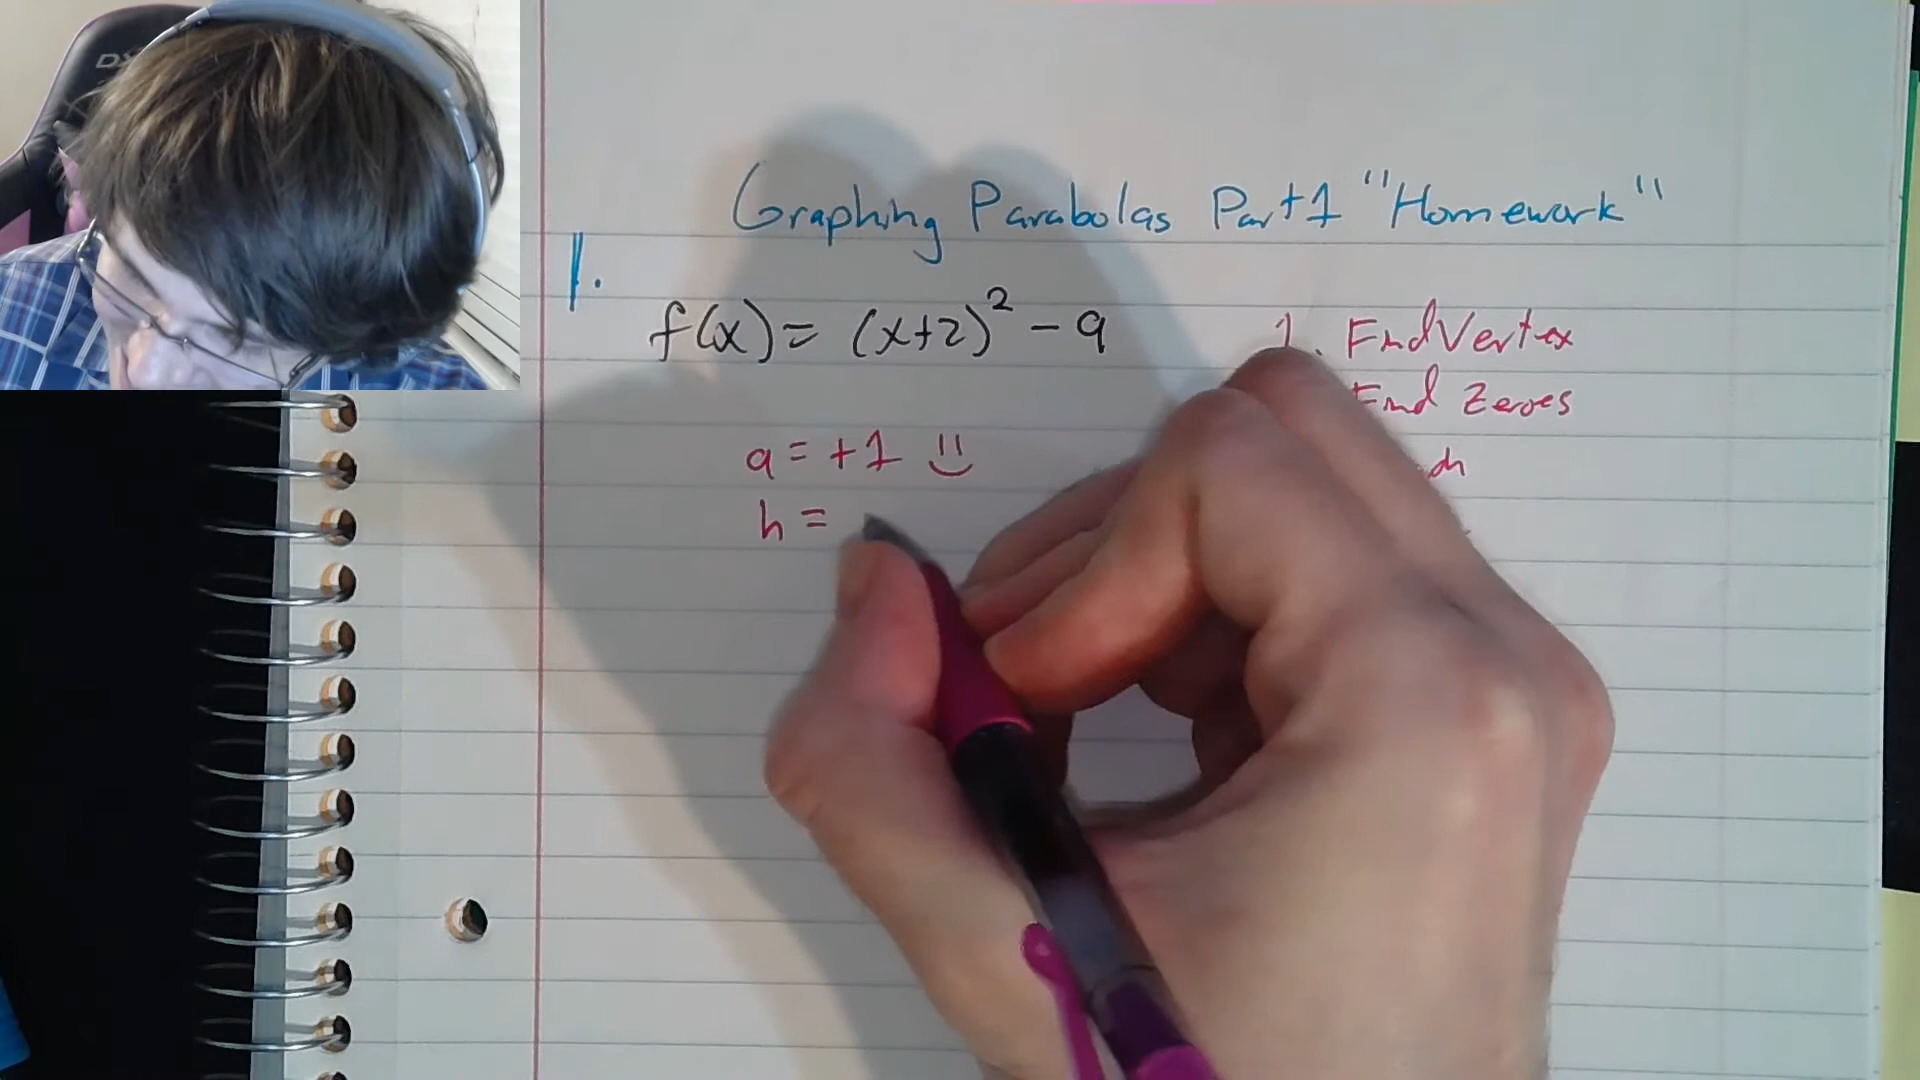 Graphing Parabolas Part 1 "Homework"
1.
f(x) = (x+2)² - 9
1. Find Vertex
Find Zeroes
a = +1
h =